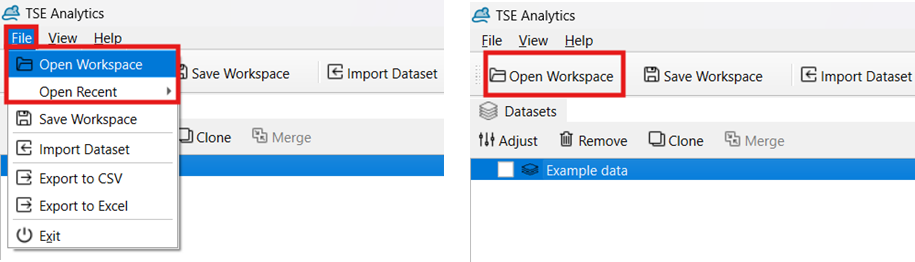 TSE Analytics
File View Help
Open Workspace
Open Recent
Save Workspace
Import Dataset
Export to CSV
Export to Excel
Exit
Save Workspace Import Dataset
Clone Merge
TSE Analytics
File View Help
Open Workspace Save Workspace Import Dataset
Datasets
Adjust Remove Clone Merge
Example data